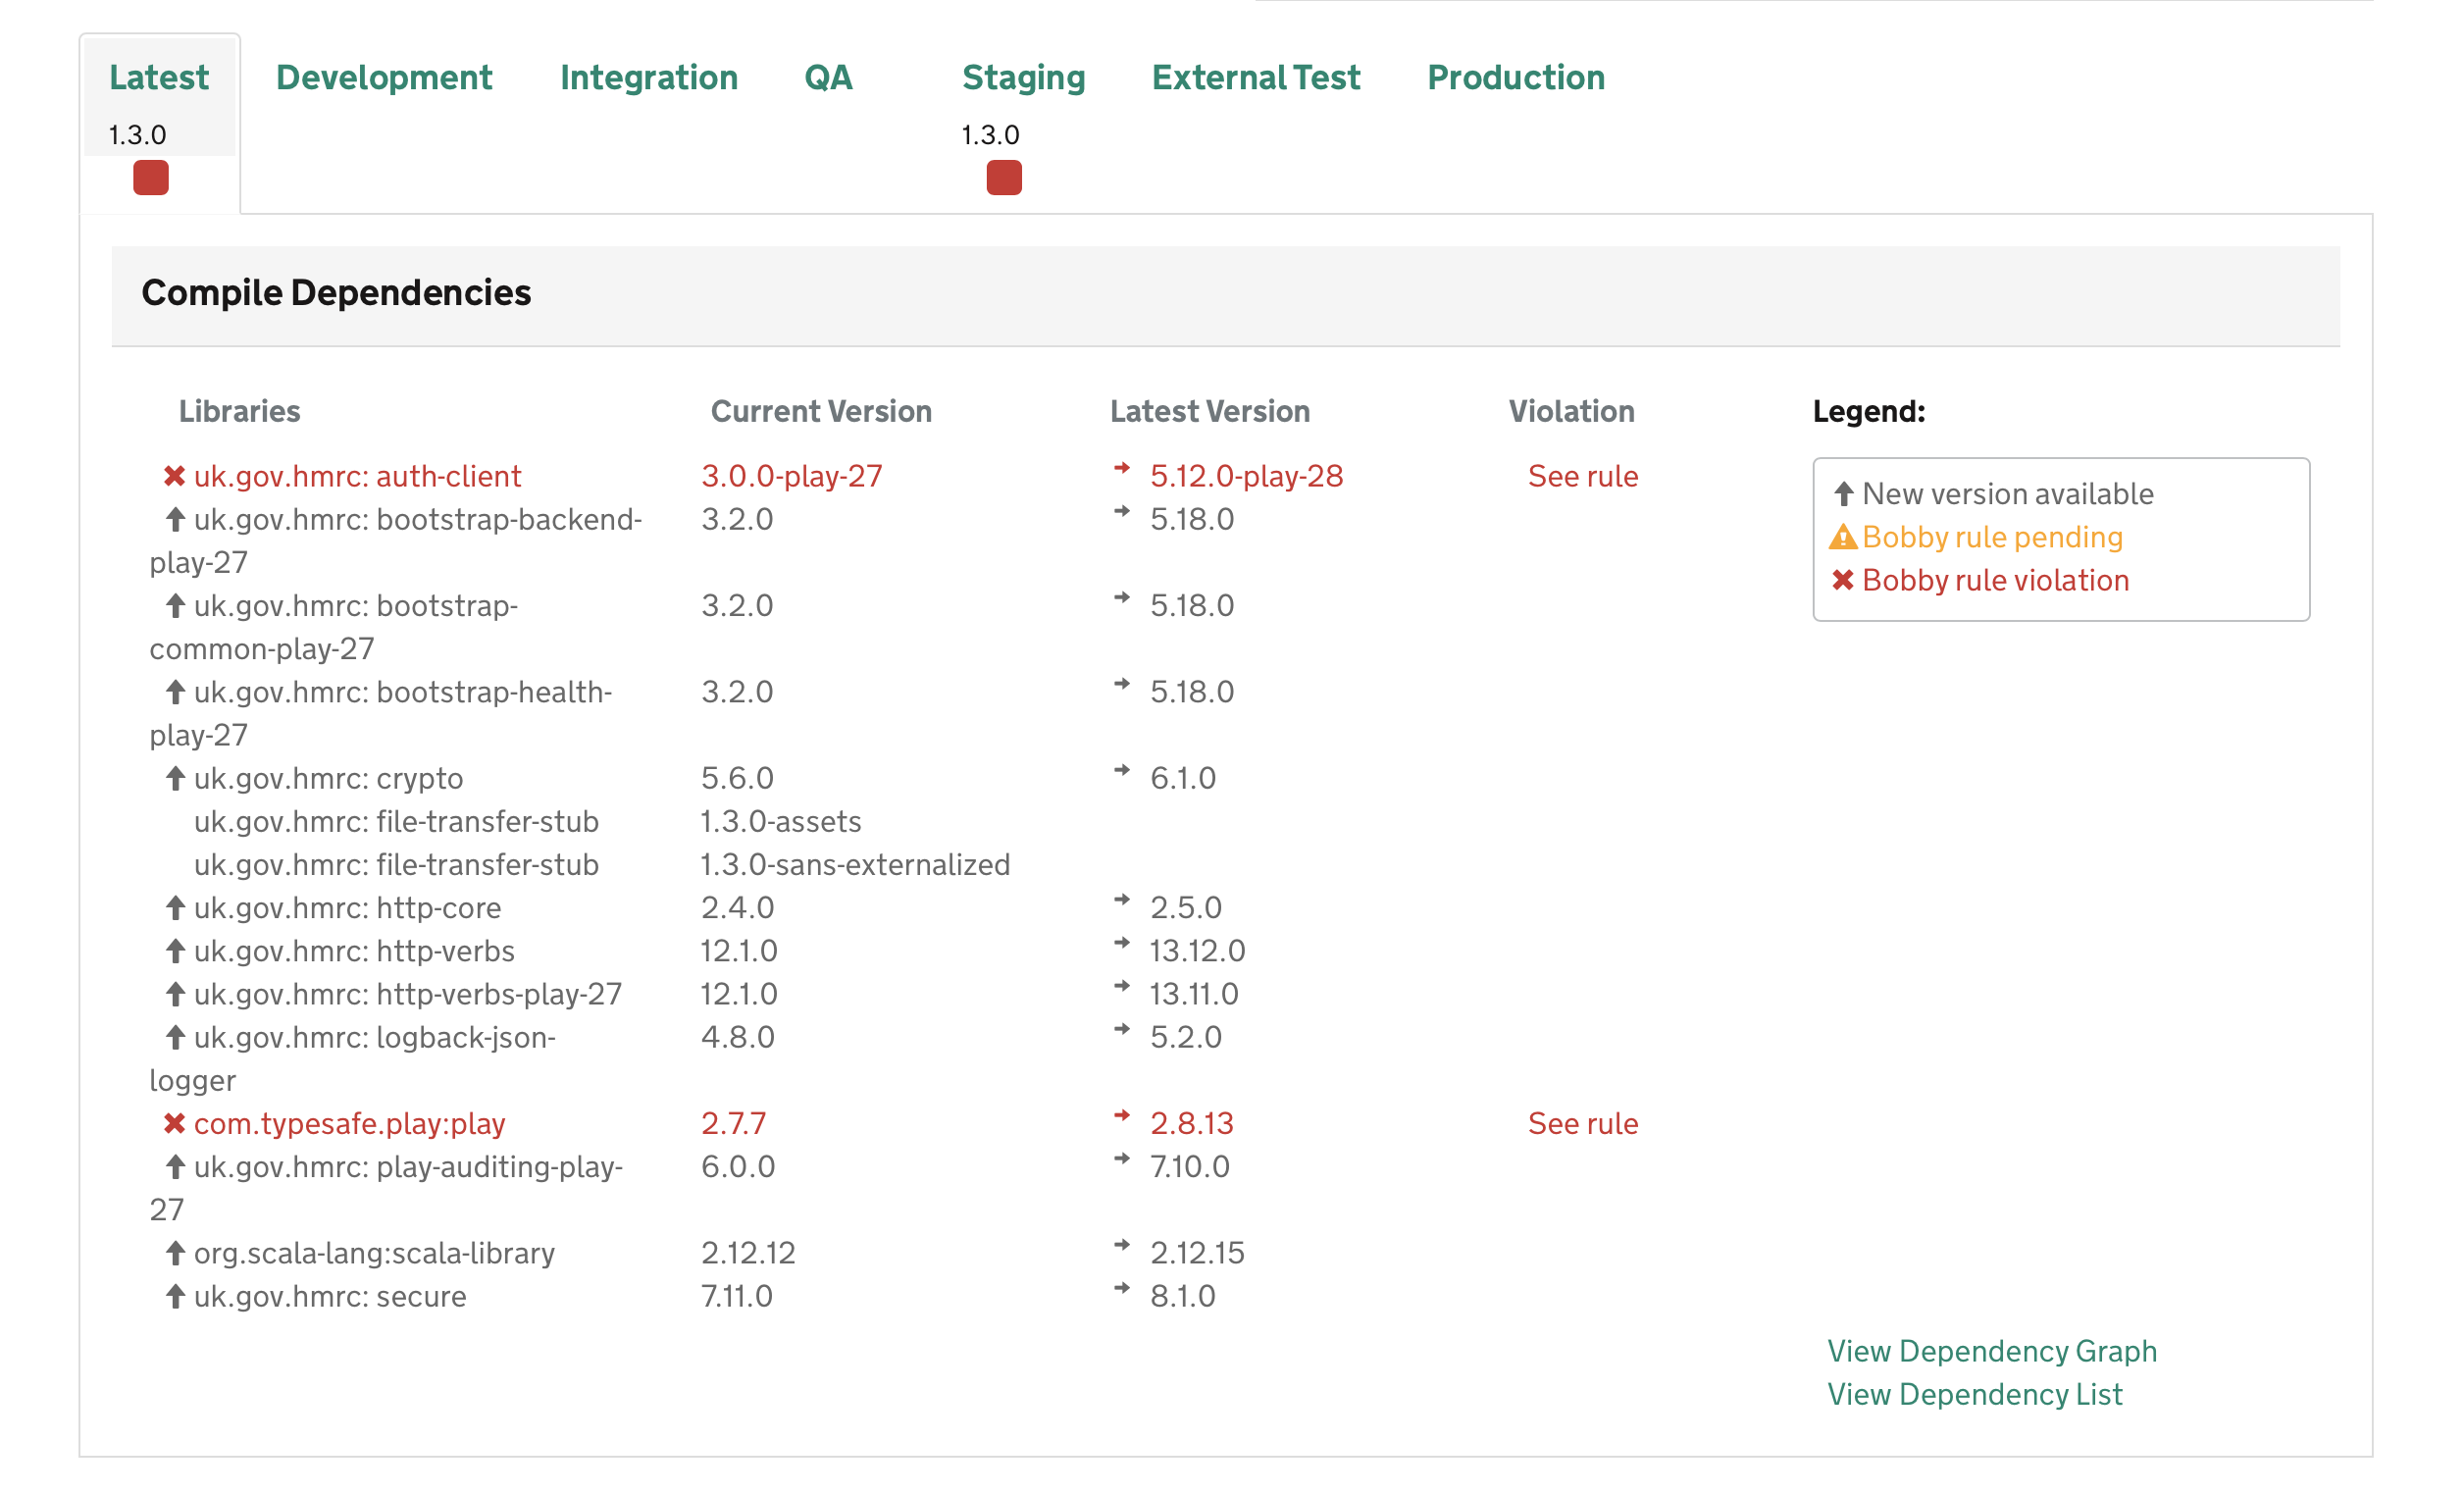 Latest Development Integration QA Staging External Test Production
1.3.0 1.3.0
Compile Dependencies
Libraries Current Version Latest Version Violation Legend:
uk.gov.hmrc: auth-client 3.0.0-play-27 5.12.0-play-28 See rule
New version available
uk.gov.hmrc: bootstrap-backend- 3.2.0 5.18.0
Bobby rule pending
play-27
Bobby rule violation
uk.gov.hmrc: bootstrap- 3.2.0 5.18.0
common-play-27
uk.gov.hmrc: bootstrap-health- 3.2.0 5.18.0
play-27
uk.gov.hmrc: crypto 5.6.0 6.1.0
uk.gov.hmrc: file-transfer-stub 1.3.0-assets
uk.gov.hmrc: file-transfer-stub 1.3.0-sans-externalized
uk.gov.hmrc: http-core 2.4.0 2.5.0
uk.gov.hmrc: http-verbs 12.1.0 13.12.0
uk.gov.hmrc: http-verbs-play-27 12.1.0 13.11.0
uk.gov.hmrc: logback-json- 4.8.0 5.2.0
logger
com.typesafe.play:play 2.7.7 2.8.13 See rule
uk.gov.hmrc: play-auditing-play- 6.0.0 7.10.0
27
org.scala-lang:scala-library 2.12.12 2.12.15
uk.gov.hmrc: secure 7.11.0 8.1.0
View Dependency Graph
View Dependency List